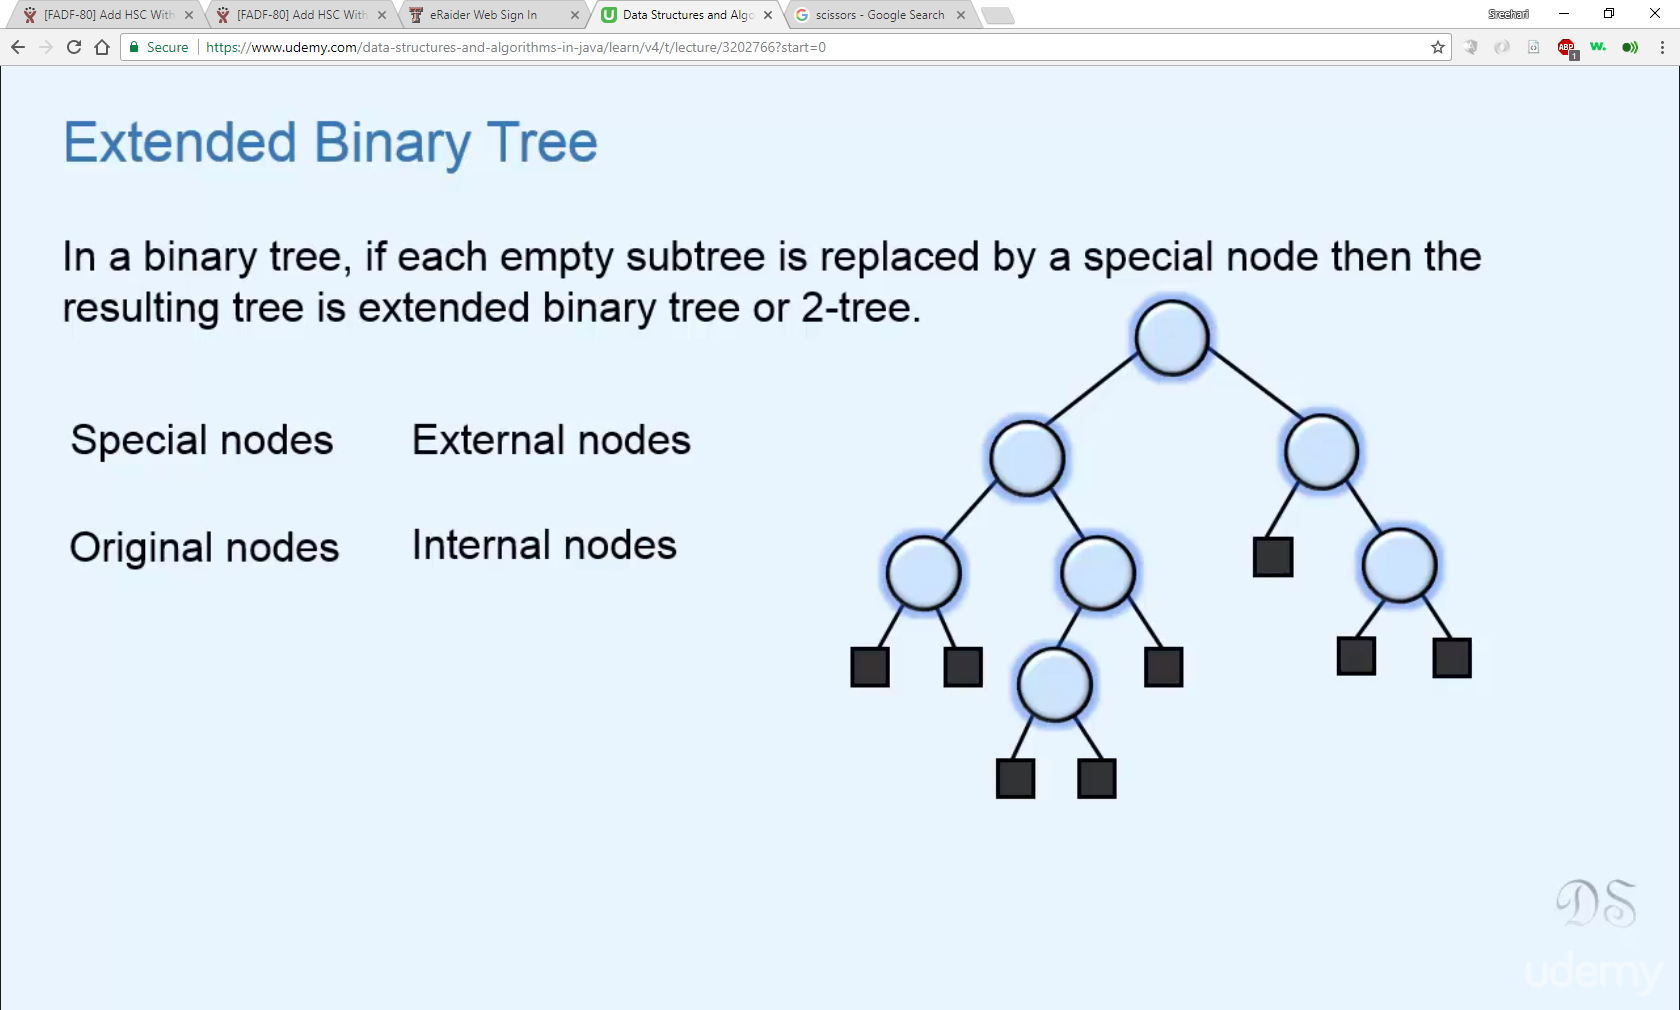 [FADF-80] Add HSC With
[FADF-80] Add HSC With
eRaider Web Sign In
Data Structures and Algo
scissors - Google Search
Sreehari
Secure
https://www.udemy.com/data-structures-and-algorithms-in-java/learn/v4/t/lecture/3202766?start=0
ABP
1
w.
Extended Binary Tree
In a binary tree, if each empty subtree is replaced by a special node then the
resulting tree is extended binary tree or 2-tree.
Special nodes External nodes
Original nodes Internal nodes
DS
udemy